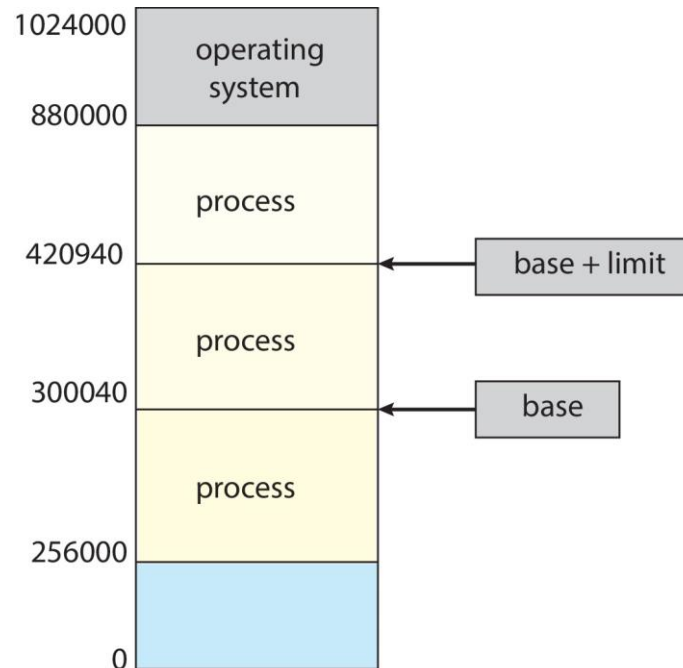 1024000
operating
system
880000
process
420940
base + limit
process
300040
base
process
256000
0